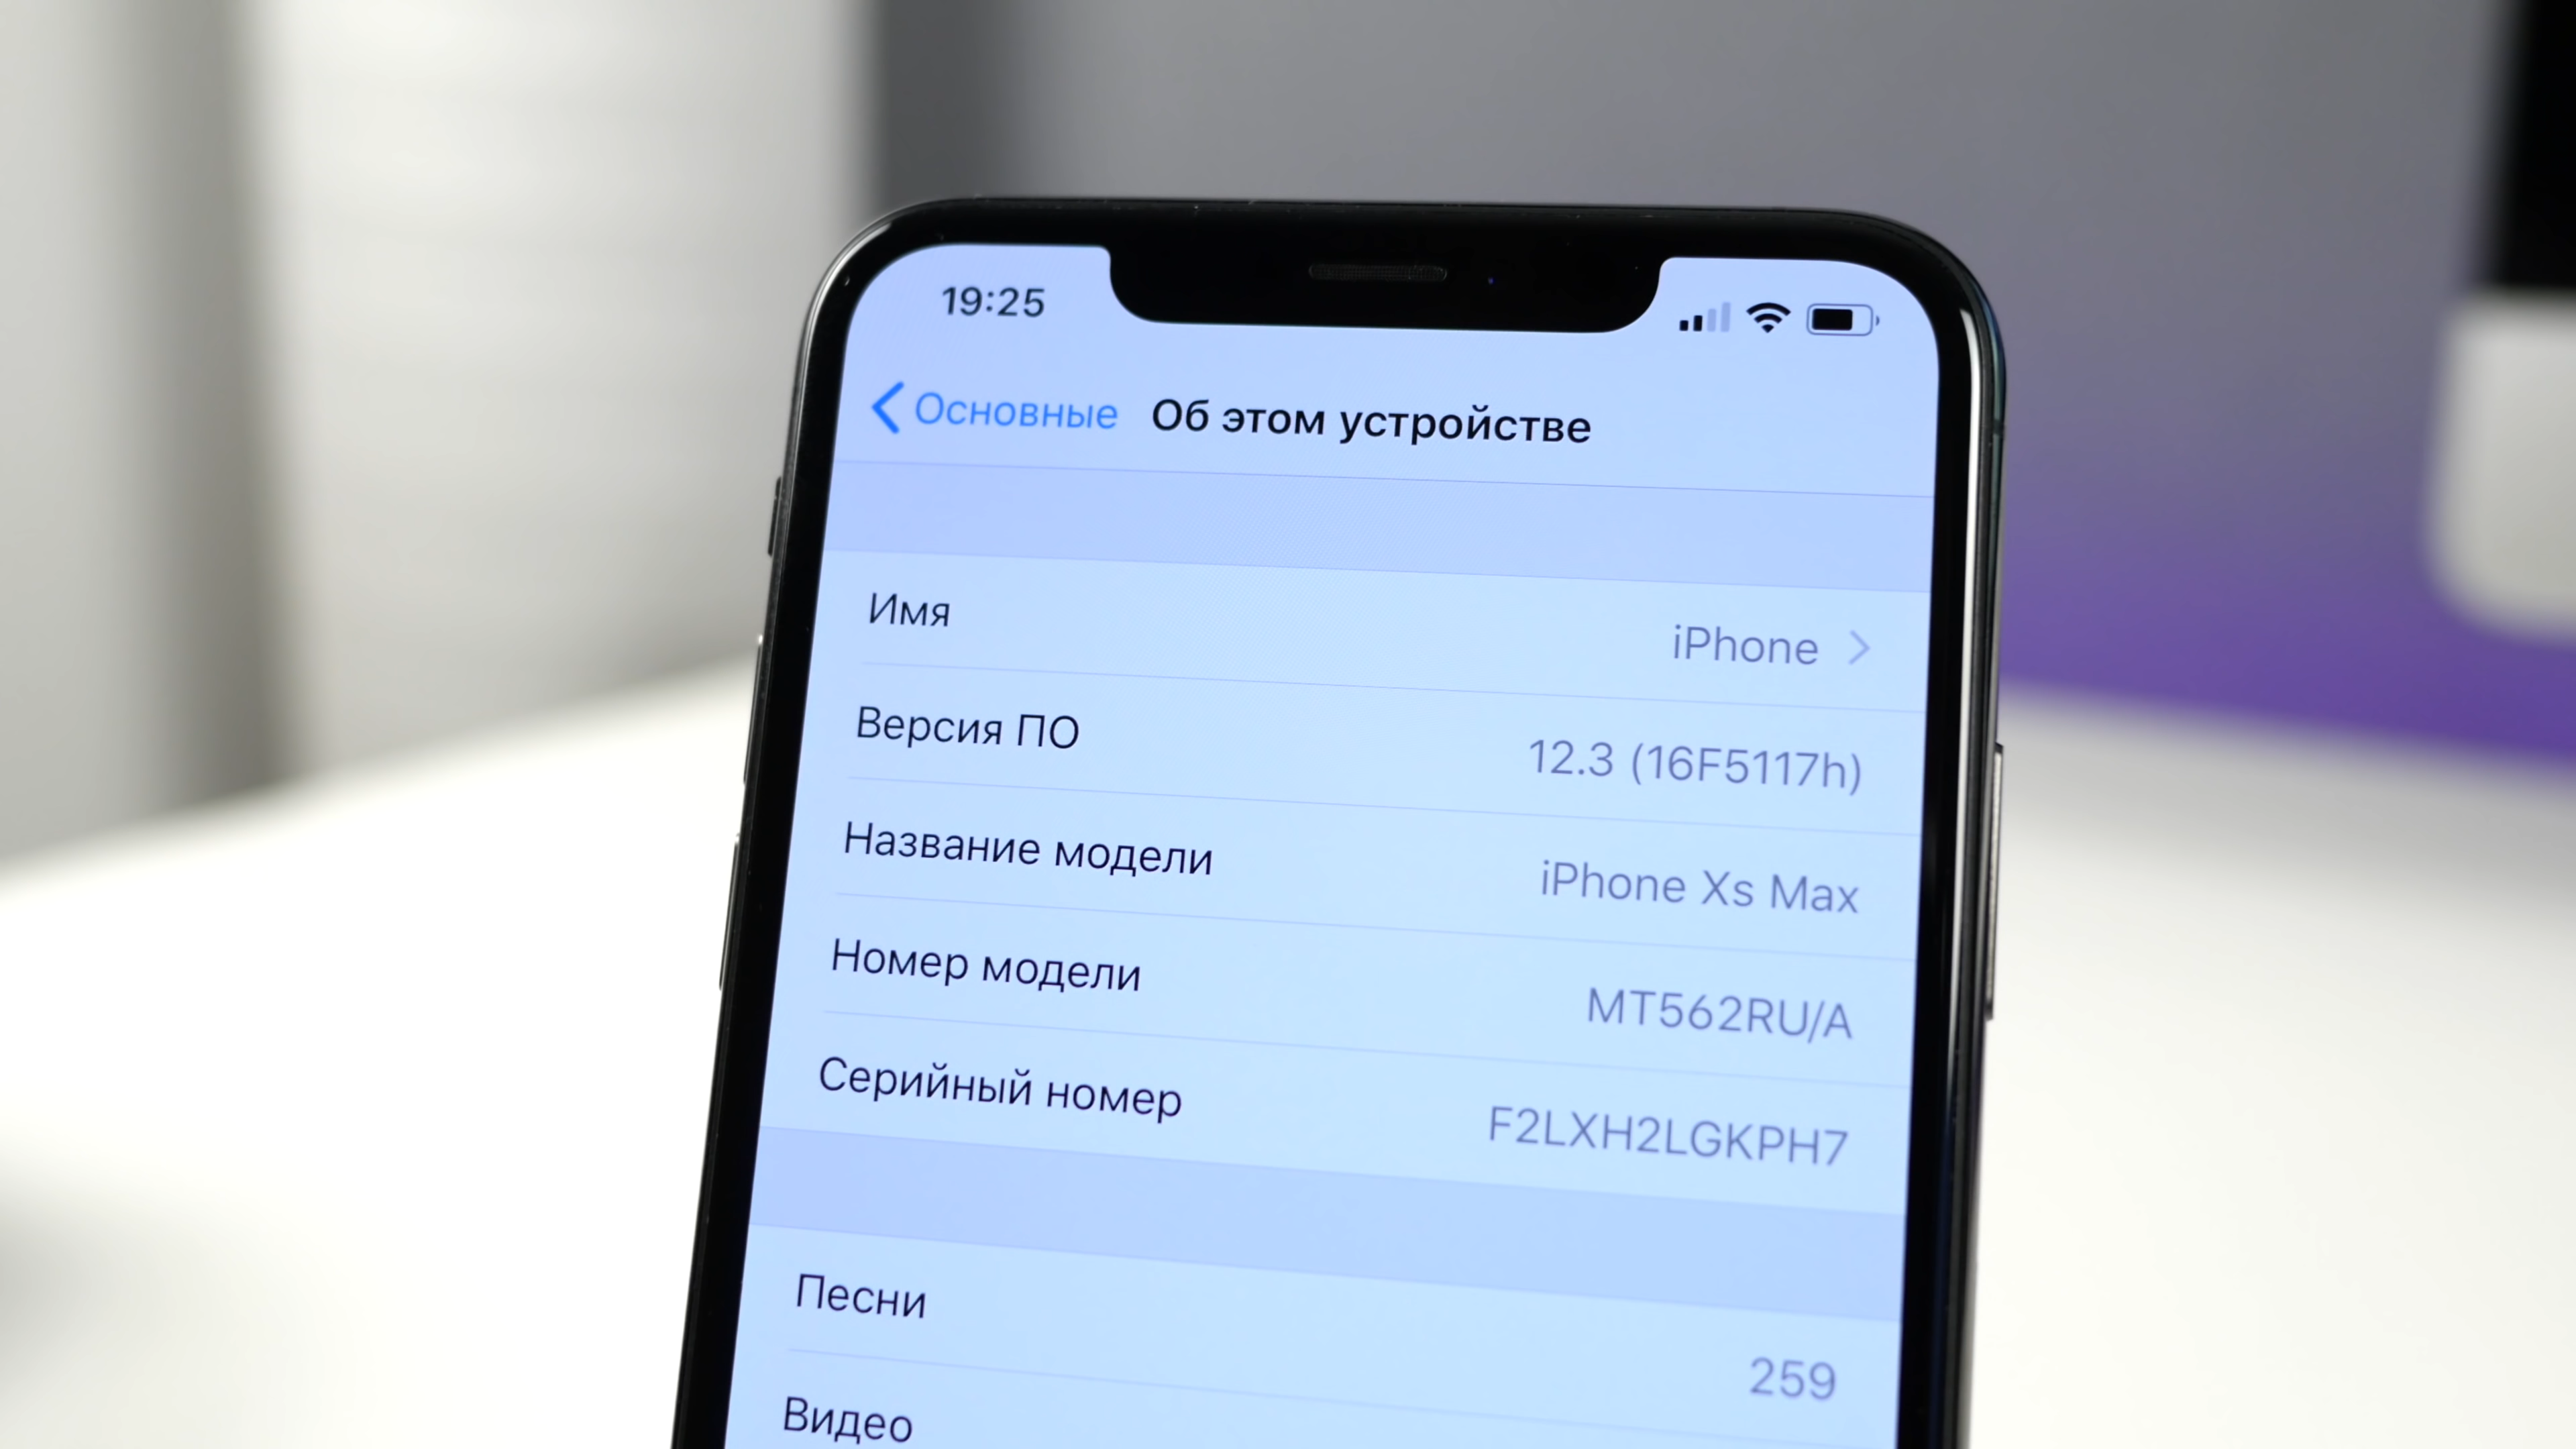 19:25
Основные Об этом устройстве
Имя iPhone
Версия ПО 12.3 (16F5117h)
Название модели iPhone Xs Max
Номер модели MT562RU/A
Серийный номер F2LXH2LGKPH7
Песни 259
Видео